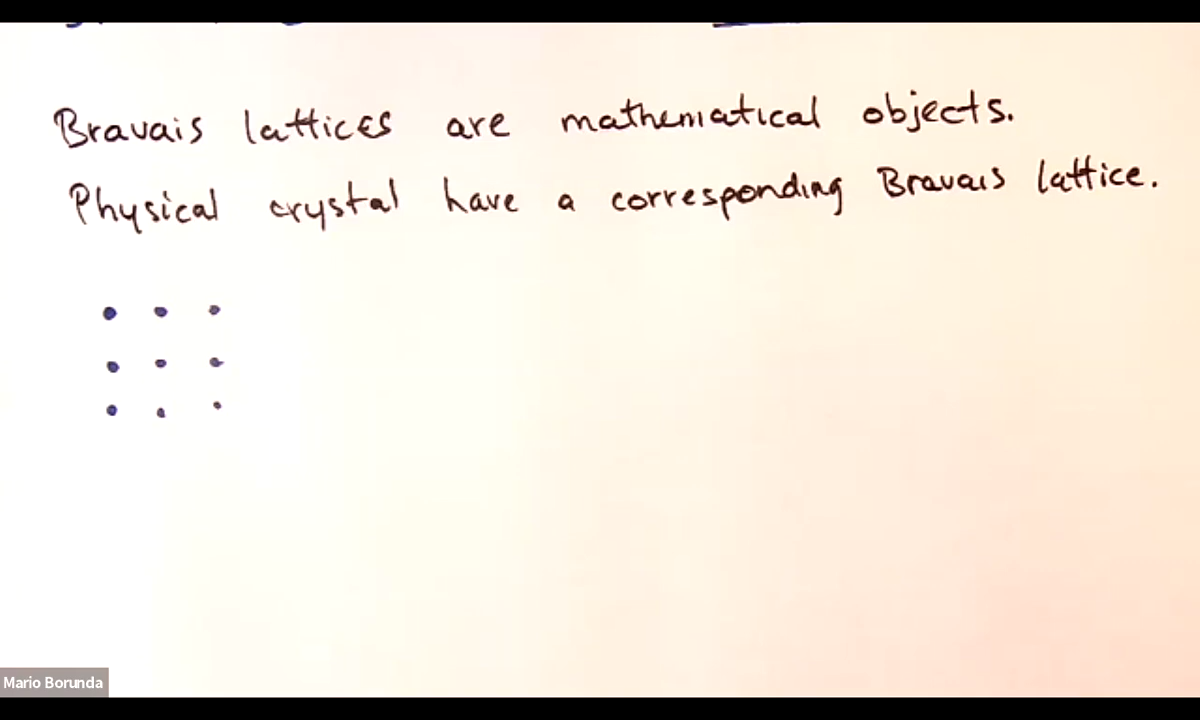 Bravais lattices are mathematical objects.
Physical crystal have a corresponding Bravais lattice.
Mario Borunda